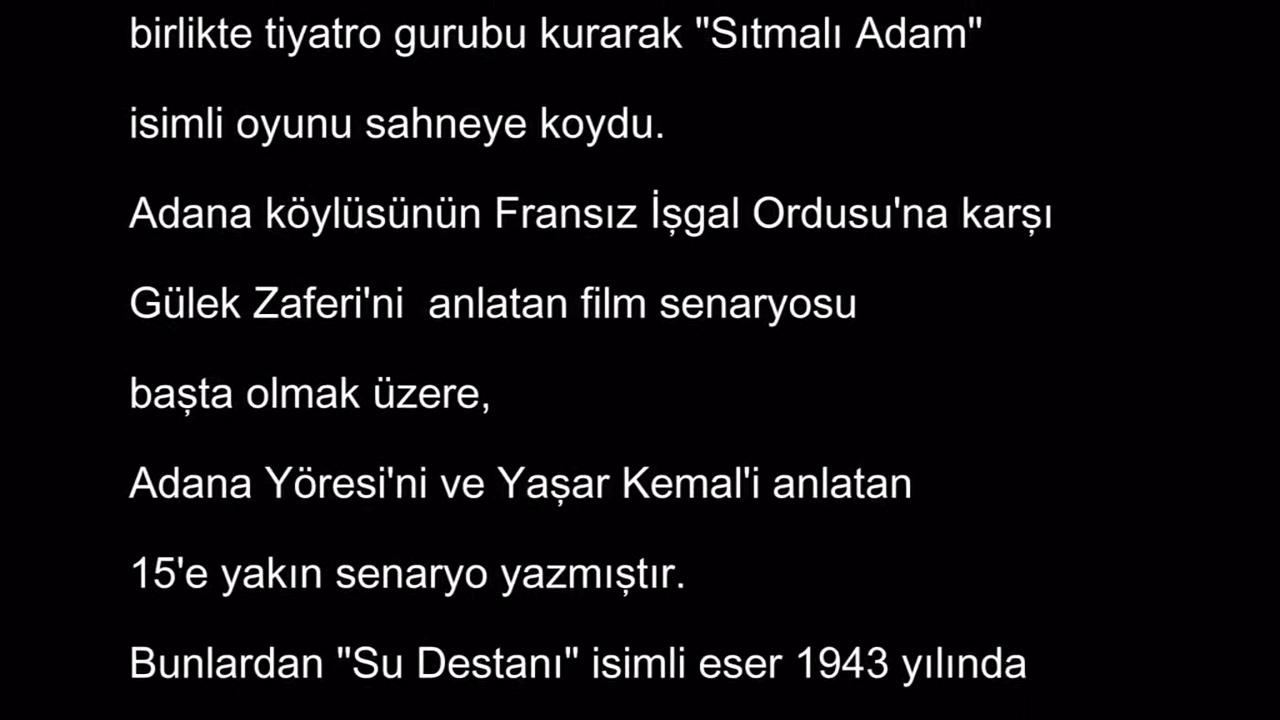 birlikte tiyatro gurubu kurarak "Sıtmalı Adam"
isimli oyunu sahneye koydu.
Adana köylüsünün Fransız İşgal Ordusu'na karşı
Gülek Zaferi'ni  anlatan film senaryosu
başta olmak üzere,
Adana Yöresi'ni ve Yaşar Kemal'i anlatan
15'e yakın senaryo yazmıştır.
Bunlardan "Su Destanı" isimli eser 1943 yılında